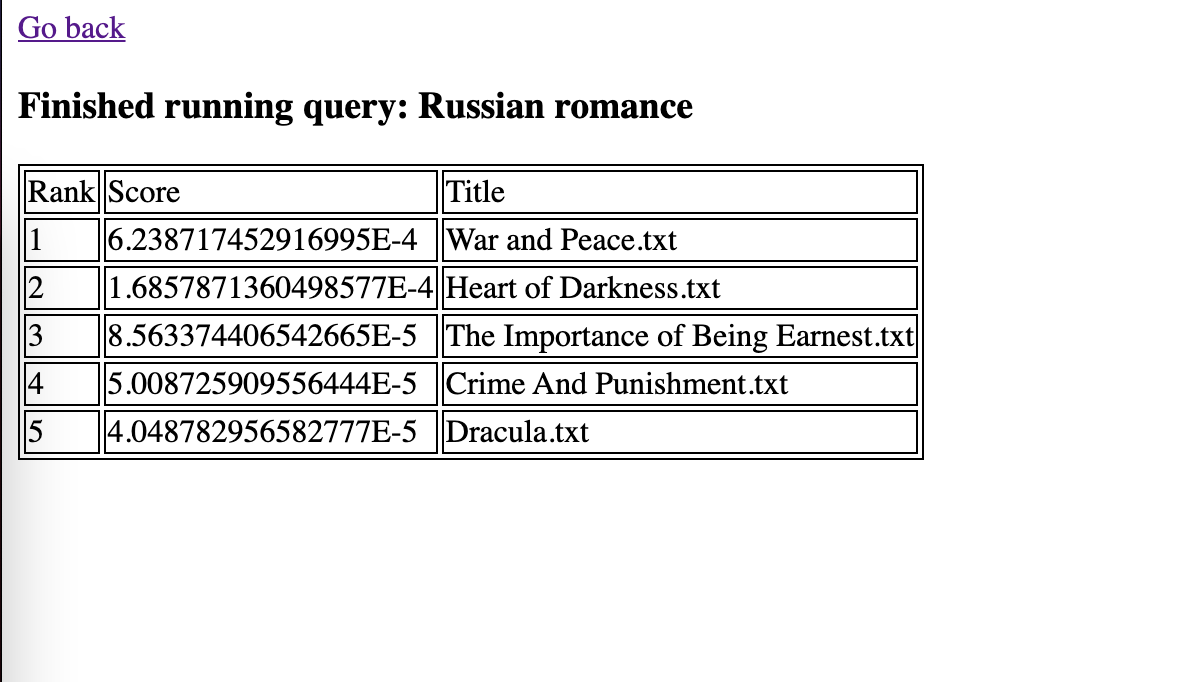 Go back
Finished running query: Russian romance
Rank Score Title
1 6.238717452916995E-4 War and Peace.txt
2 1.6857871360498577E-4 Heart of Darkness.txt
3 8.563374406542665E-5 The Importance of Being Earnest.txt
4 5.008725909556444E-5 Crime And Punishment.txt
5 4.048782956582777E-5 Dracula.txt